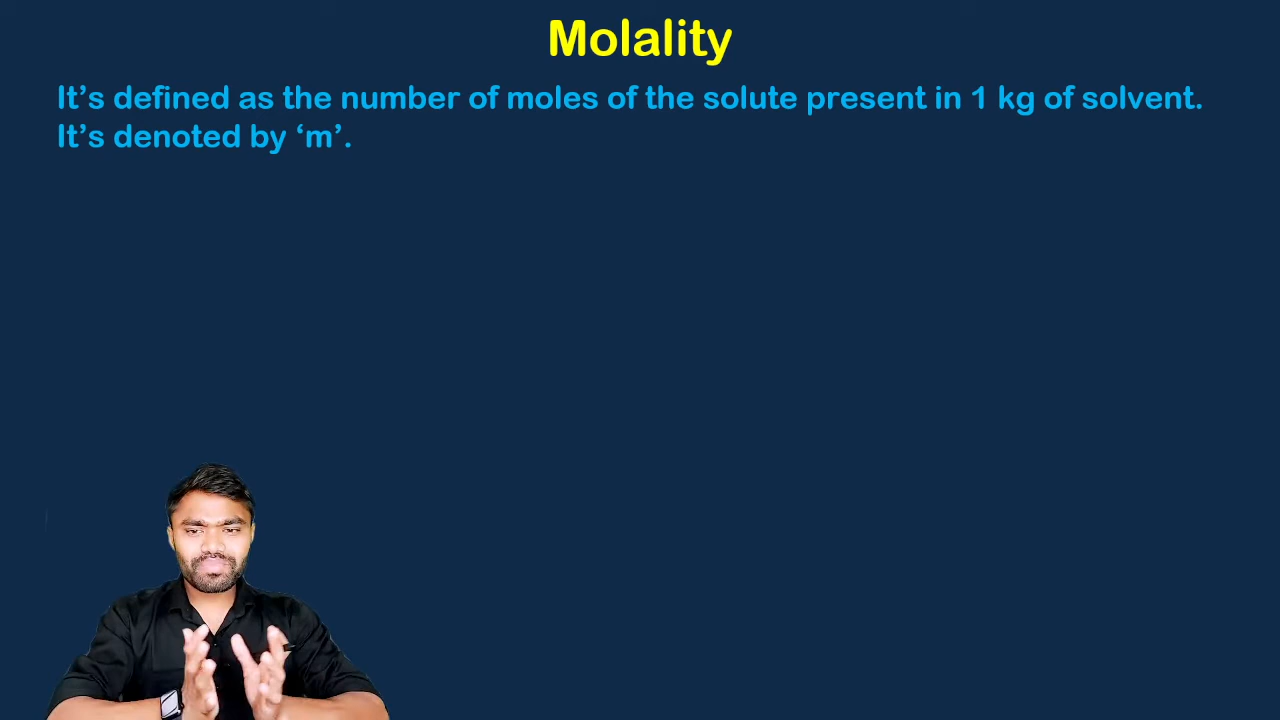 Molality
It’s defined as the number of moles of the solute present in 1 kg of solvent.
It’s denoted by ‘m’.